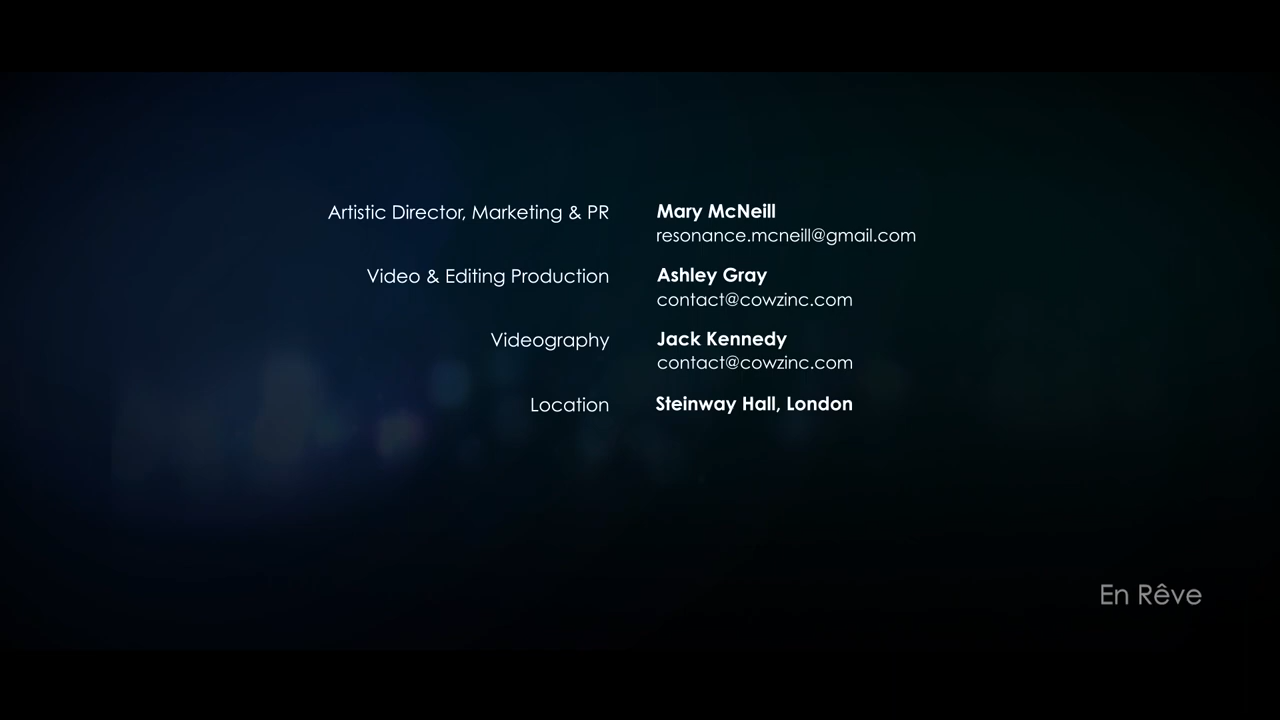 Artistic Director, Marketing & PR
Mary McNeill
resonance.mcneill@gmail.com
Video & Editing Production
Ashley Gray
contact@cowzinc.com
Videography
Jack Kennedy
contact@cowzinc.com
Location
Steinway Hall, London
En Rêve